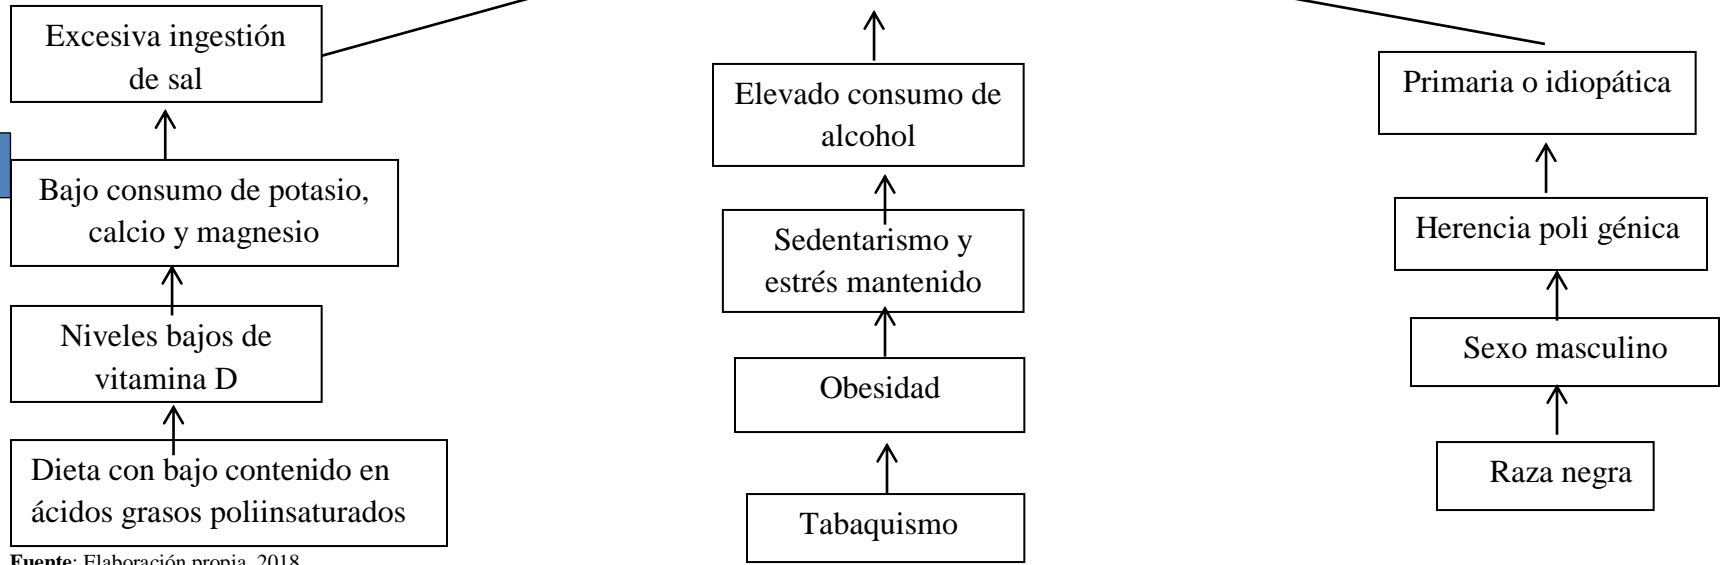 Excesiva ingestión
de sal
Bajo consumo de potasio,
calcio y magnesio
Niveles bajos de
vitamina D
Dieta con bajo contenido en
ácidos grasos poliinsaturados
Elevado consumo de
alcohol
Sedentarismo y
estrés mantenido
Obesidad
Tabaquismo
Primaria o idiopática
Herencia poli génica
Sexo masculino
Raza negra
Fuente: Elaboración propia, 2018